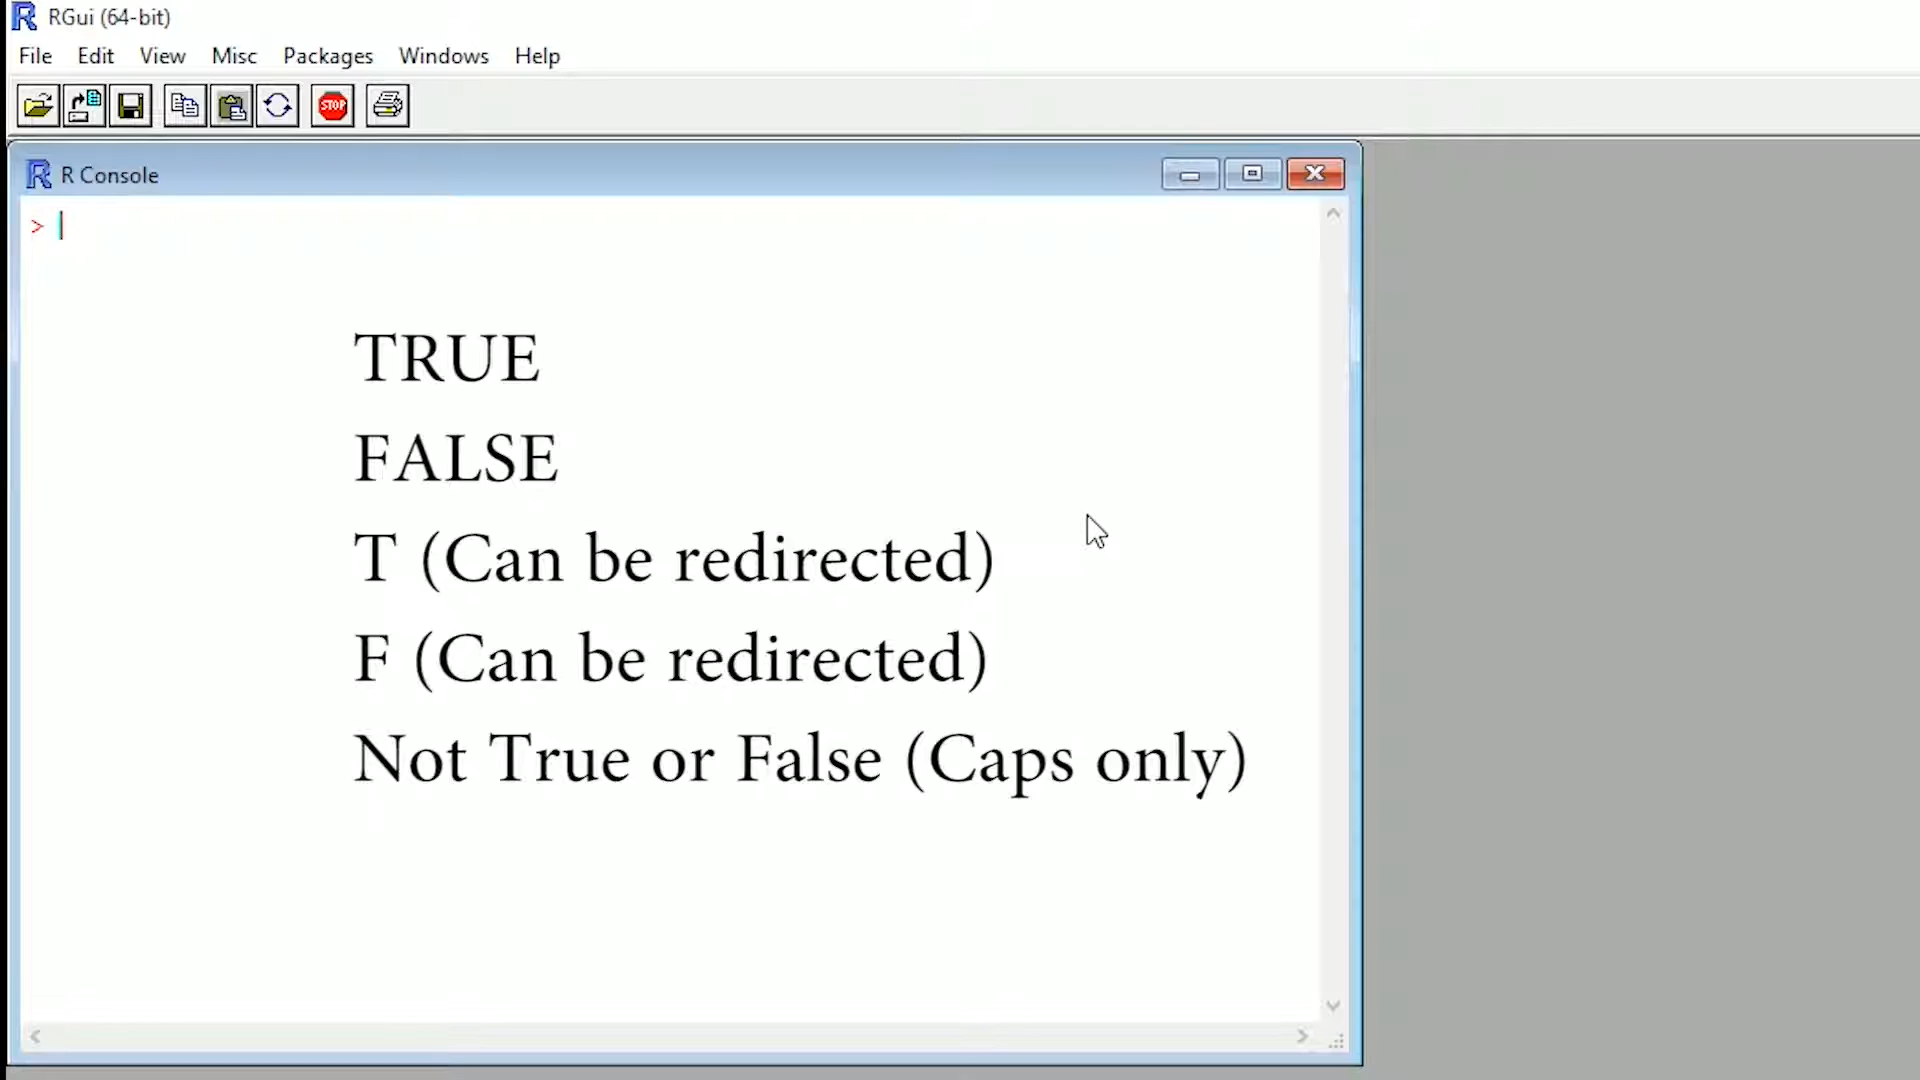 RGui (64-bit)
File Edit View Misc Packages Windows Help
STOP
R Console
>
TRUE
FALSE
T (Can be redirected)
F (Can be redirected)
Not True or False (Caps only)